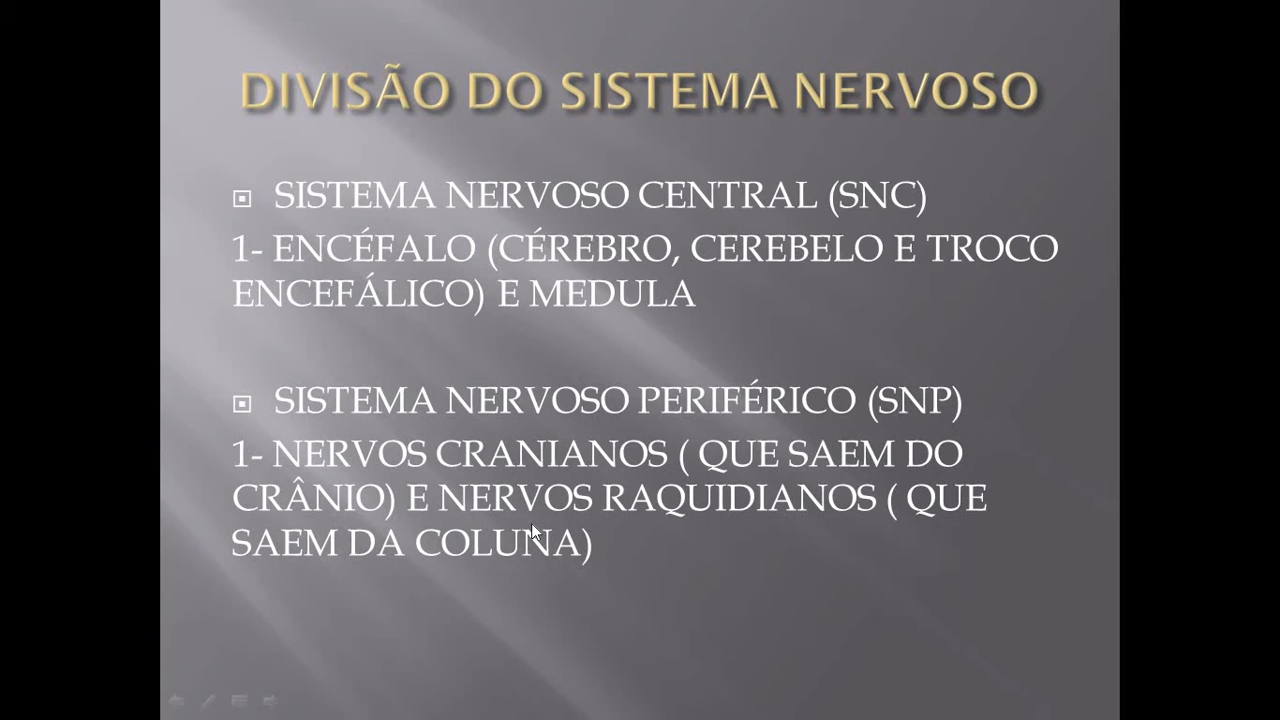 DIVISÃO DO SISTEMA NERVOSO
SISTEMA NERVOSO CENTRAL (SNC)
1- ENCÉFALO (CÉREBRO, CEREBELO E TROCO
ENCEFÁLICO) E MEDULA
SISTEMA NERVOSO PERIFÉRICO (SNP)
1- NERVOS CRANIANOS ( QUE SAEM DO
CRÂNIO) E NERVOS RAQUIDIANOS ( QUE
SAEM DA COLUNA)